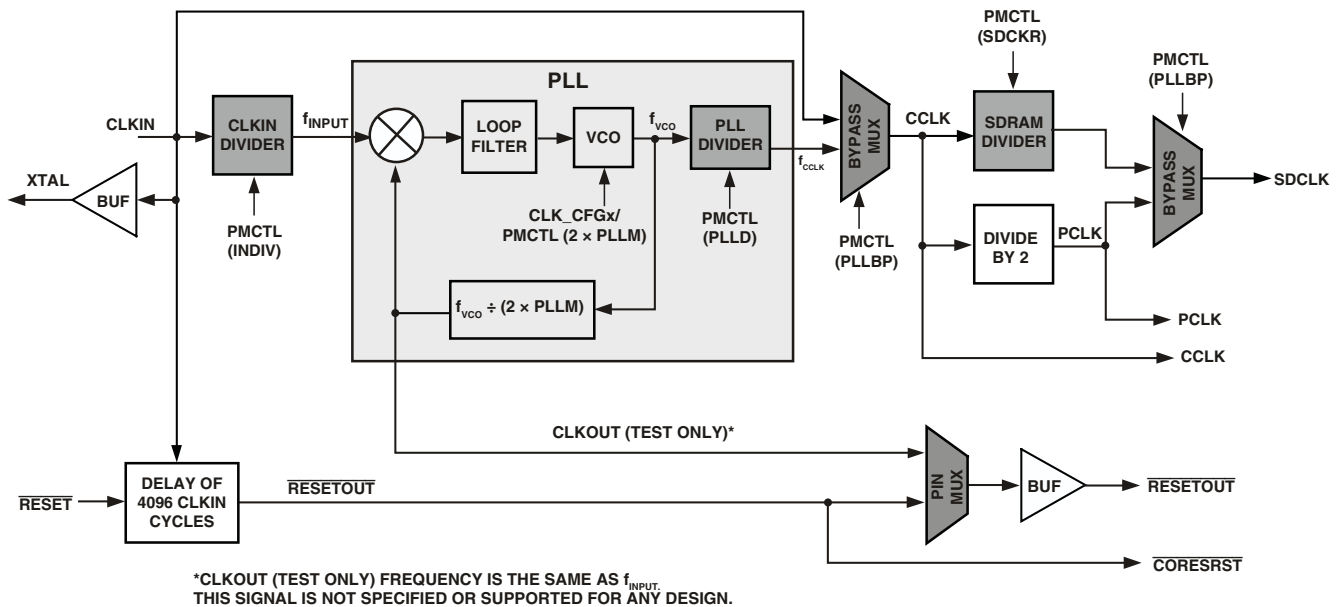 PMCTL
(SDCKR)
PMCTL
(PLLBP)
PLL
CLKIN
CLKIN
DIVIDER
fINPUT
LOOP
FILTER
VCO
fVCO
PLL
DIVIDER
fCCLK
BYPASS
MUX
CCLK
SDRAM
DIVIDER
BYPASS
MUX
SDCLK
XTAL
BUF
PMCTL
(INDIV)
CLK_CFGx/
PMCTL (2 × PLLM)
PMCTL
(PLLD)
PMCTL
(PLLBP)
DIVIDE
BY 2
PCLK
fVCO ÷ (2 × PLLM)
PCLK
CCLK
CLKOUT (TEST ONLY)*
RESET
DELAY OF
4096 CLKIN
CYCLES
RESETOUT
PIN
MUX
BUF
RESETOUT
CORESRST
*CLKOUT (TEST ONLY) FREQUENCY IS THE SAME AS fINPUT.
THIS SIGNAL IS NOT SPECIFIED OR SUPPORTED FOR ANY DESIGN.